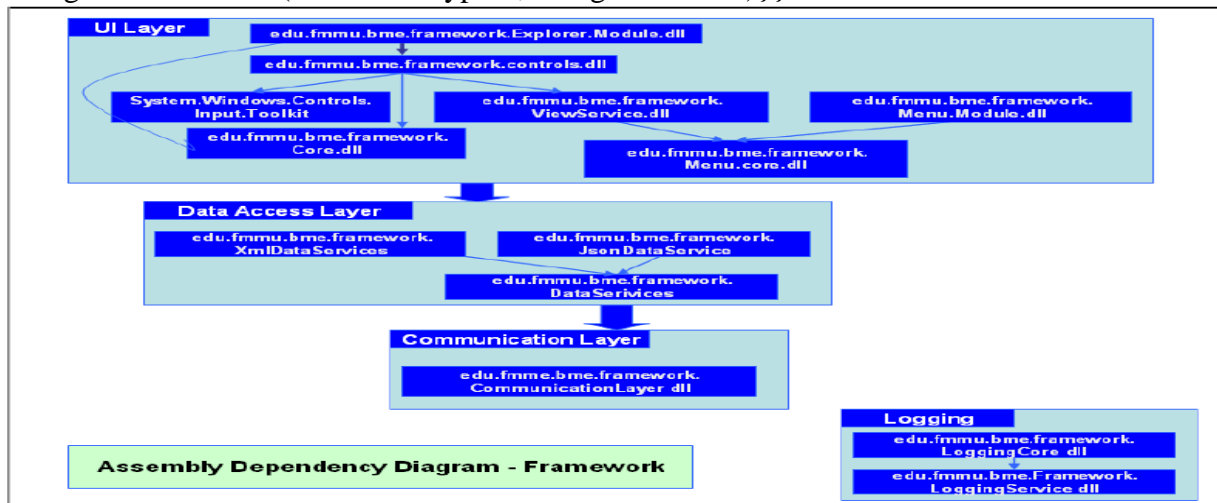 UI Layer
edu.fmmu.bme.framework.Explorer.Module.dll
edu.fmmu.bme.framework.controls.dll
System.Windows.Controls.
Input.Toolkit
edu.fmmu.bme.framework.
ViewService.dll
edu.fmmu.bme.framework.
Menu.Module.dll
edu.fmmu.bme.framework.
Core.dll
edu.fmmu.bme.framework.
Menu.core.dll
Data Access Layer
edu.fmmu.bme.framework.
XmlDataServices
edu.fmmu.bme.framework.
JsonDataService
edu.fmmu.bme.framework.
DataSerivices
Communication Layer
edu.fmme.bme.framework.
CommunicationLayer dll
Logging
edu.fmmu.bme.framework.
LoggingCore dll
edu.fmmu.bme.Framework.
LoggingService dll
Assembly Dependency Diagram - Framework